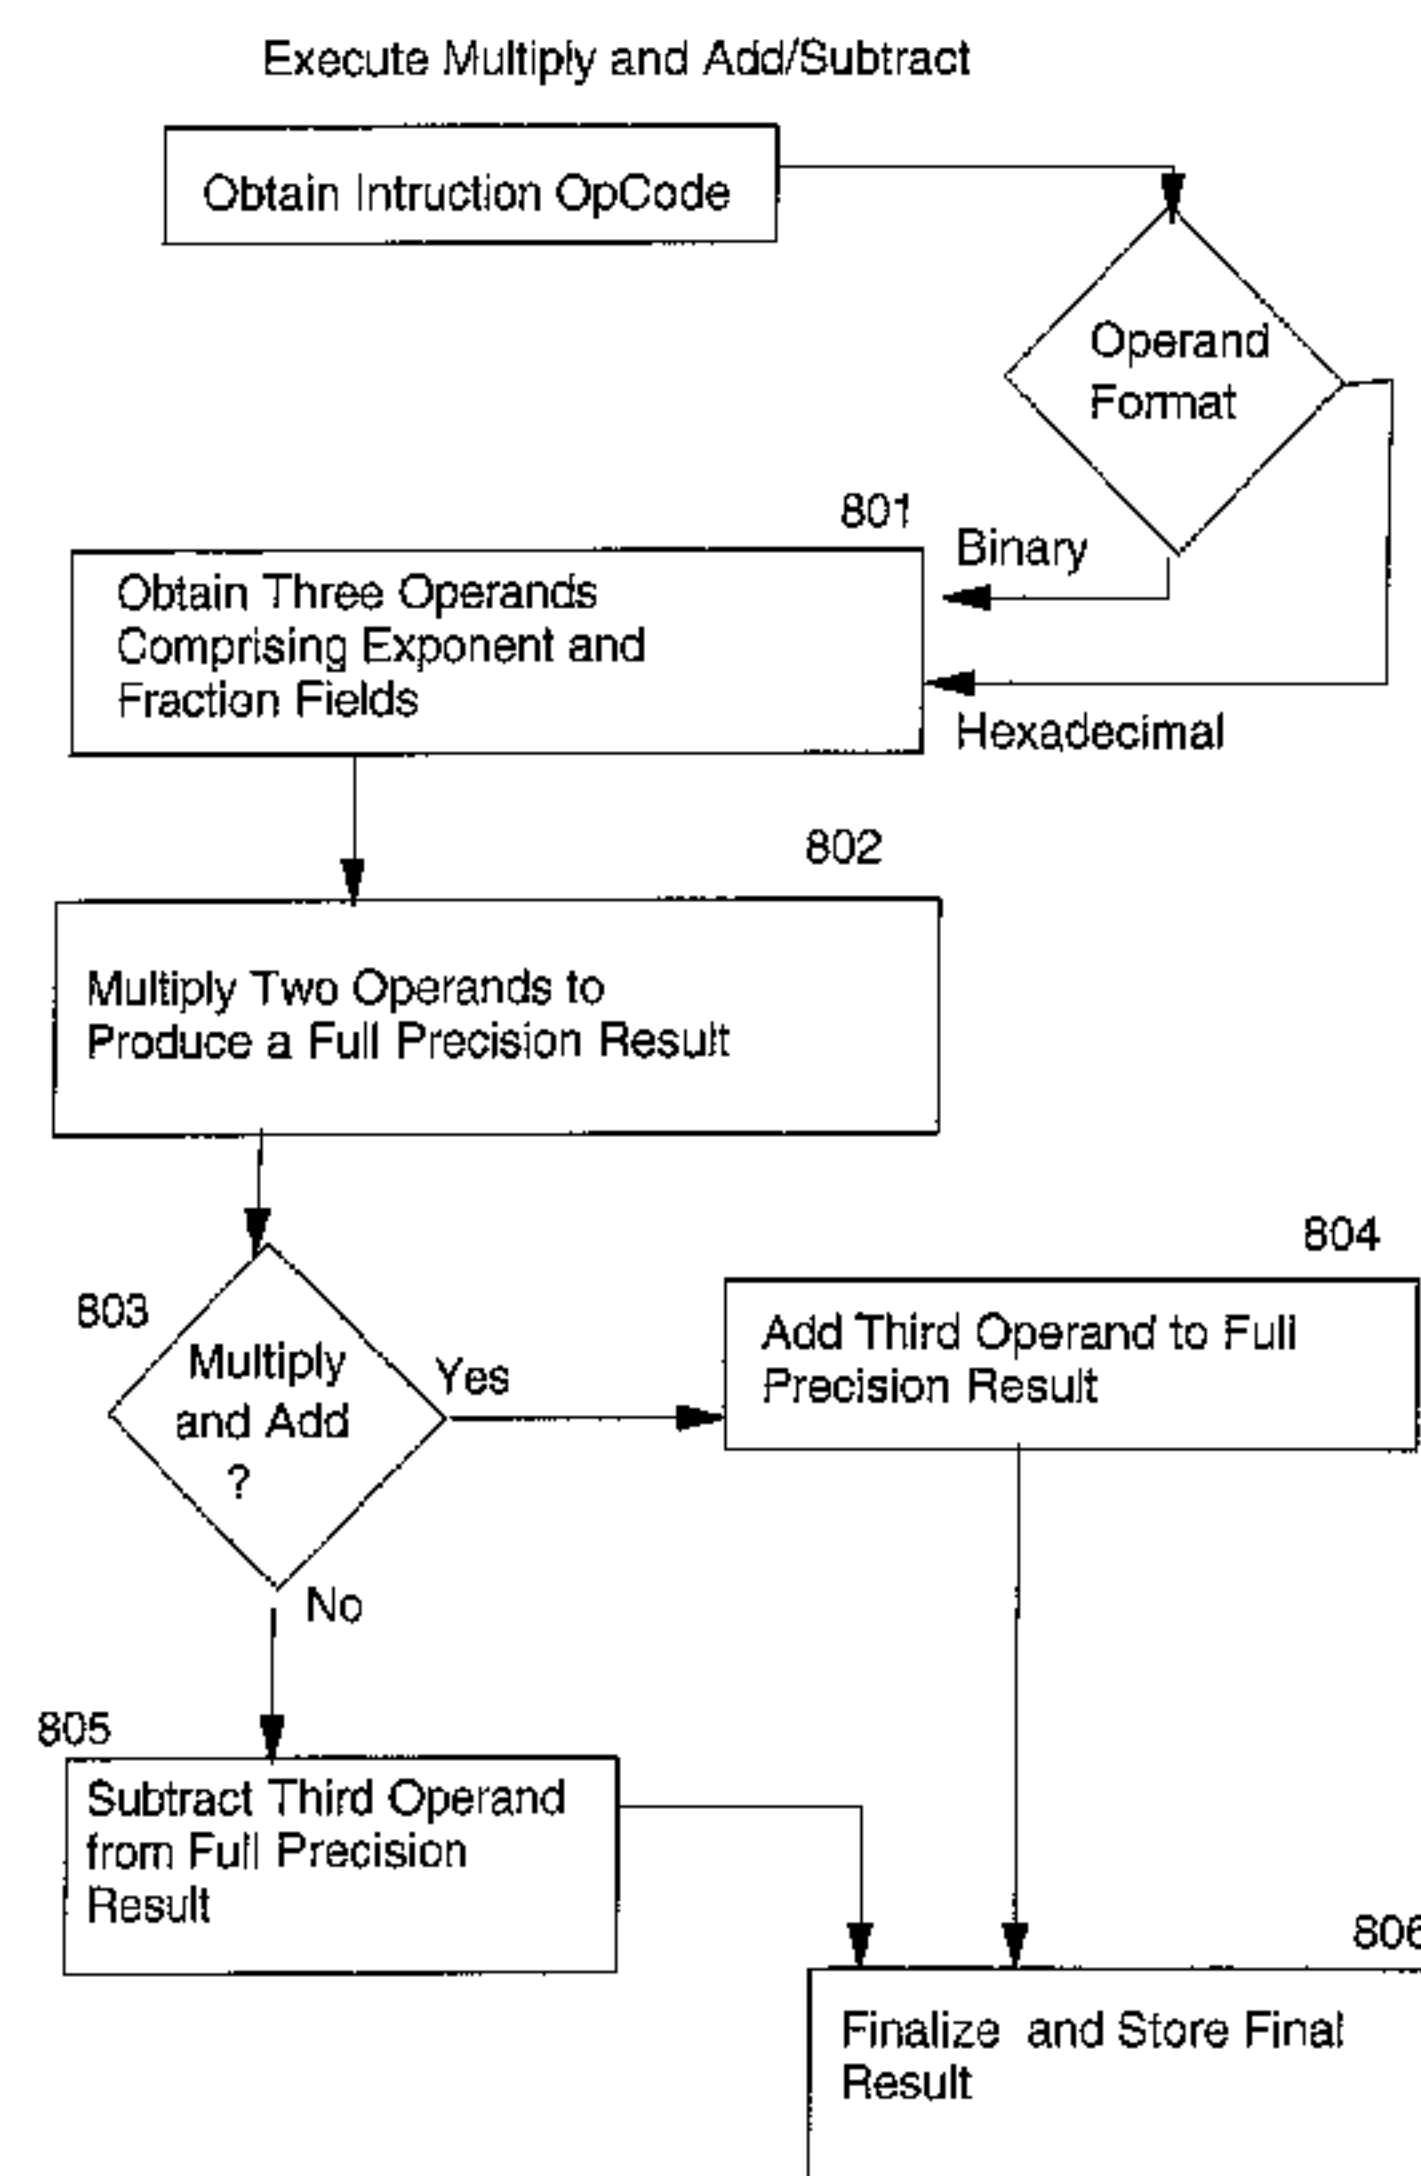 Execute Multiply and Add/Subtract
Obtain Intruction OpCode
Operand
Format
801
Binary
Obtain Three Operands
Comprising Exponent and
Fraction Fields
Hexadecimal
802
Multiply Two Operands to
Produce a Full Precision Result
803
Multiply
and Add
?
Yes
804
Add Third Operand to Full
Precision Result
No
805
Subtract Third Operand
from Full Precision
Result
806
Finalize and Store Final
Result